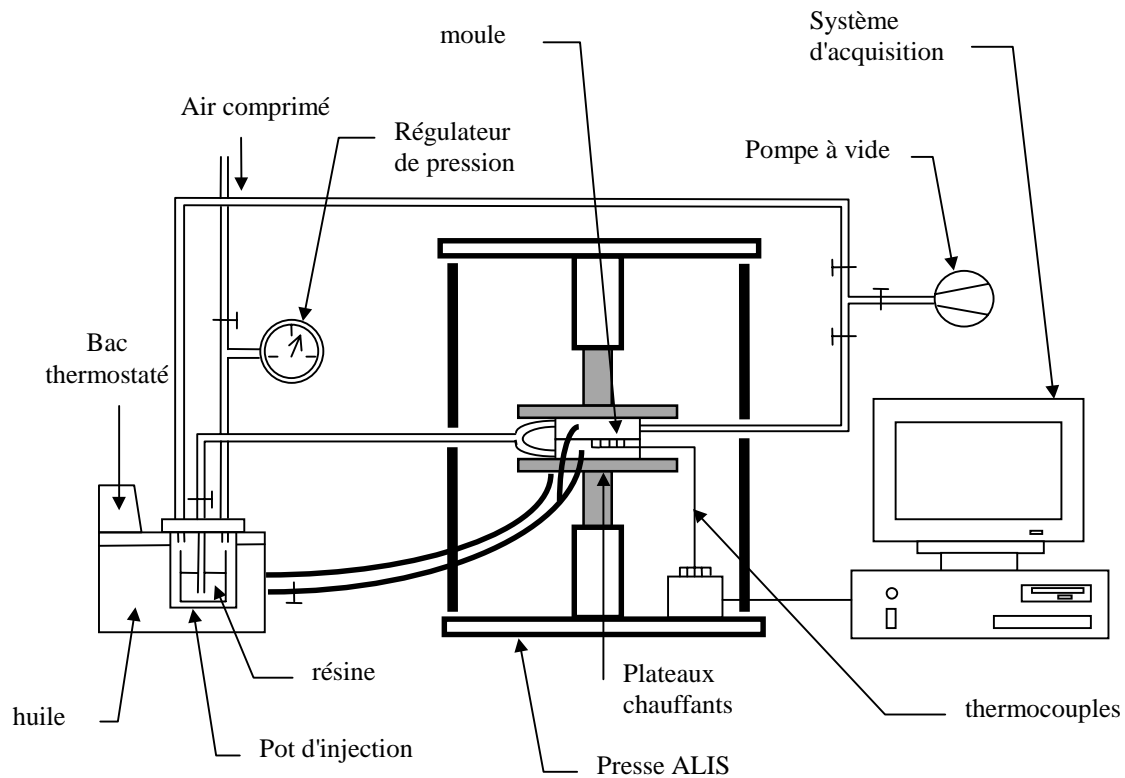 moule
Système
d'acquisition
Air comprimé
Régulateur
de pression
Pompe à vide
Bac
thermostaté
résine
Plateaux
chauffants
huile
thermocouples
Pot d'injection
Presse ALIS